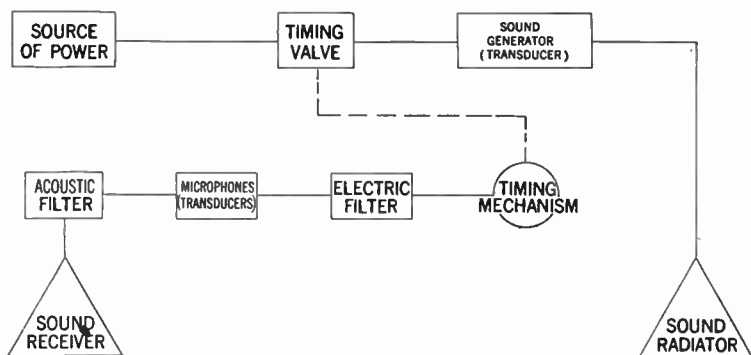 SOURCE
OF POWER
TIMING
VALVE
SOUND
GENERATOR
(TRANSDUCER)
ACOUSTIC
FILTER
MICROPHONES
(TRANSDUCERS)
ELECTRIC
FILTER
TIMING
MECHANISM
SOUND
RECEIVER
SOUND
RADIATOR